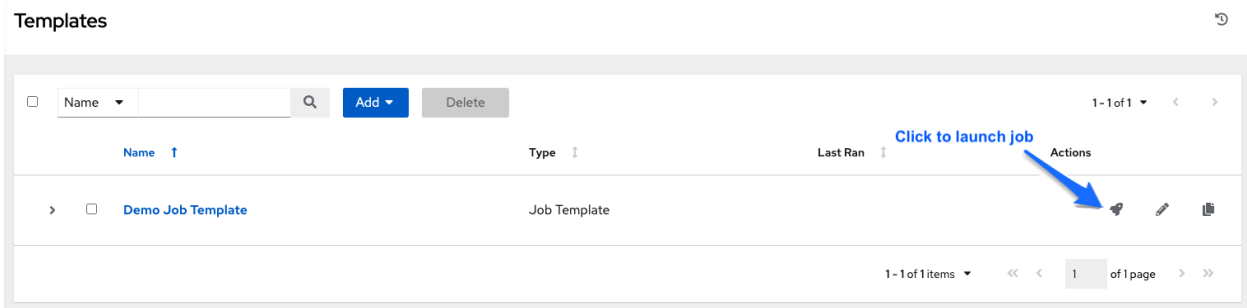 Templates
Name Add Delete 1 - 1 of 1
Click to launch job
Name Type Last Ran Actions
Demo Job Template Job Template
1 - 1 of 1 items 1 of 1 page